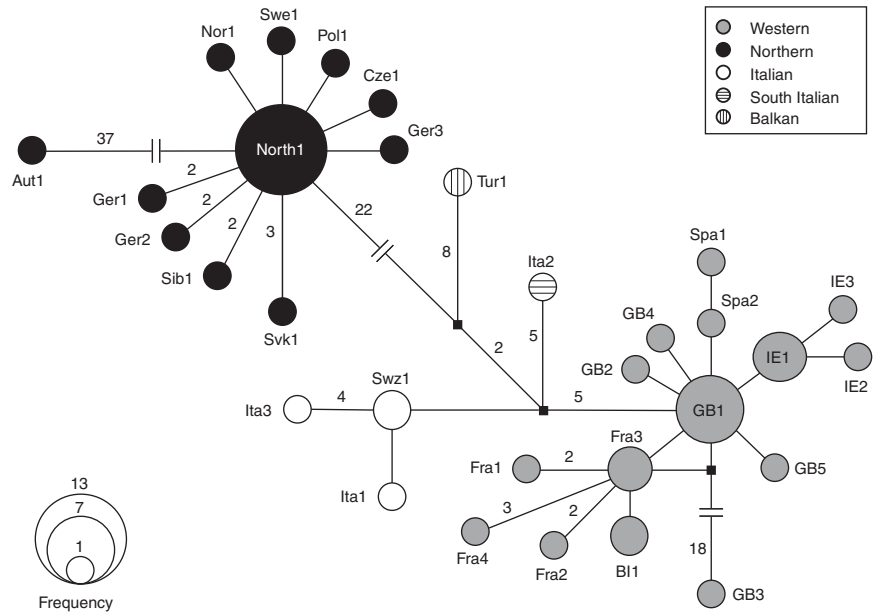 Swe1
Nor1
Pol1
Cze1
Ger3
North1
37
Aut1
2
Ger1
2
Ger2
2
Sib1
3
Svk1
22
Tur1
8
Ita2
5
2
Swz1
4
Ita3
Ita1
5
Spa1
Spa2
GB4
GB2
IE3
IE1
IE2
GB1
Fra3
GB5
Fra1
2
3
Fra4
2
Fra2
BI1
18
GB3
Western
Northern
Italian
South Italian
Balkan
13
7
1
Frequency